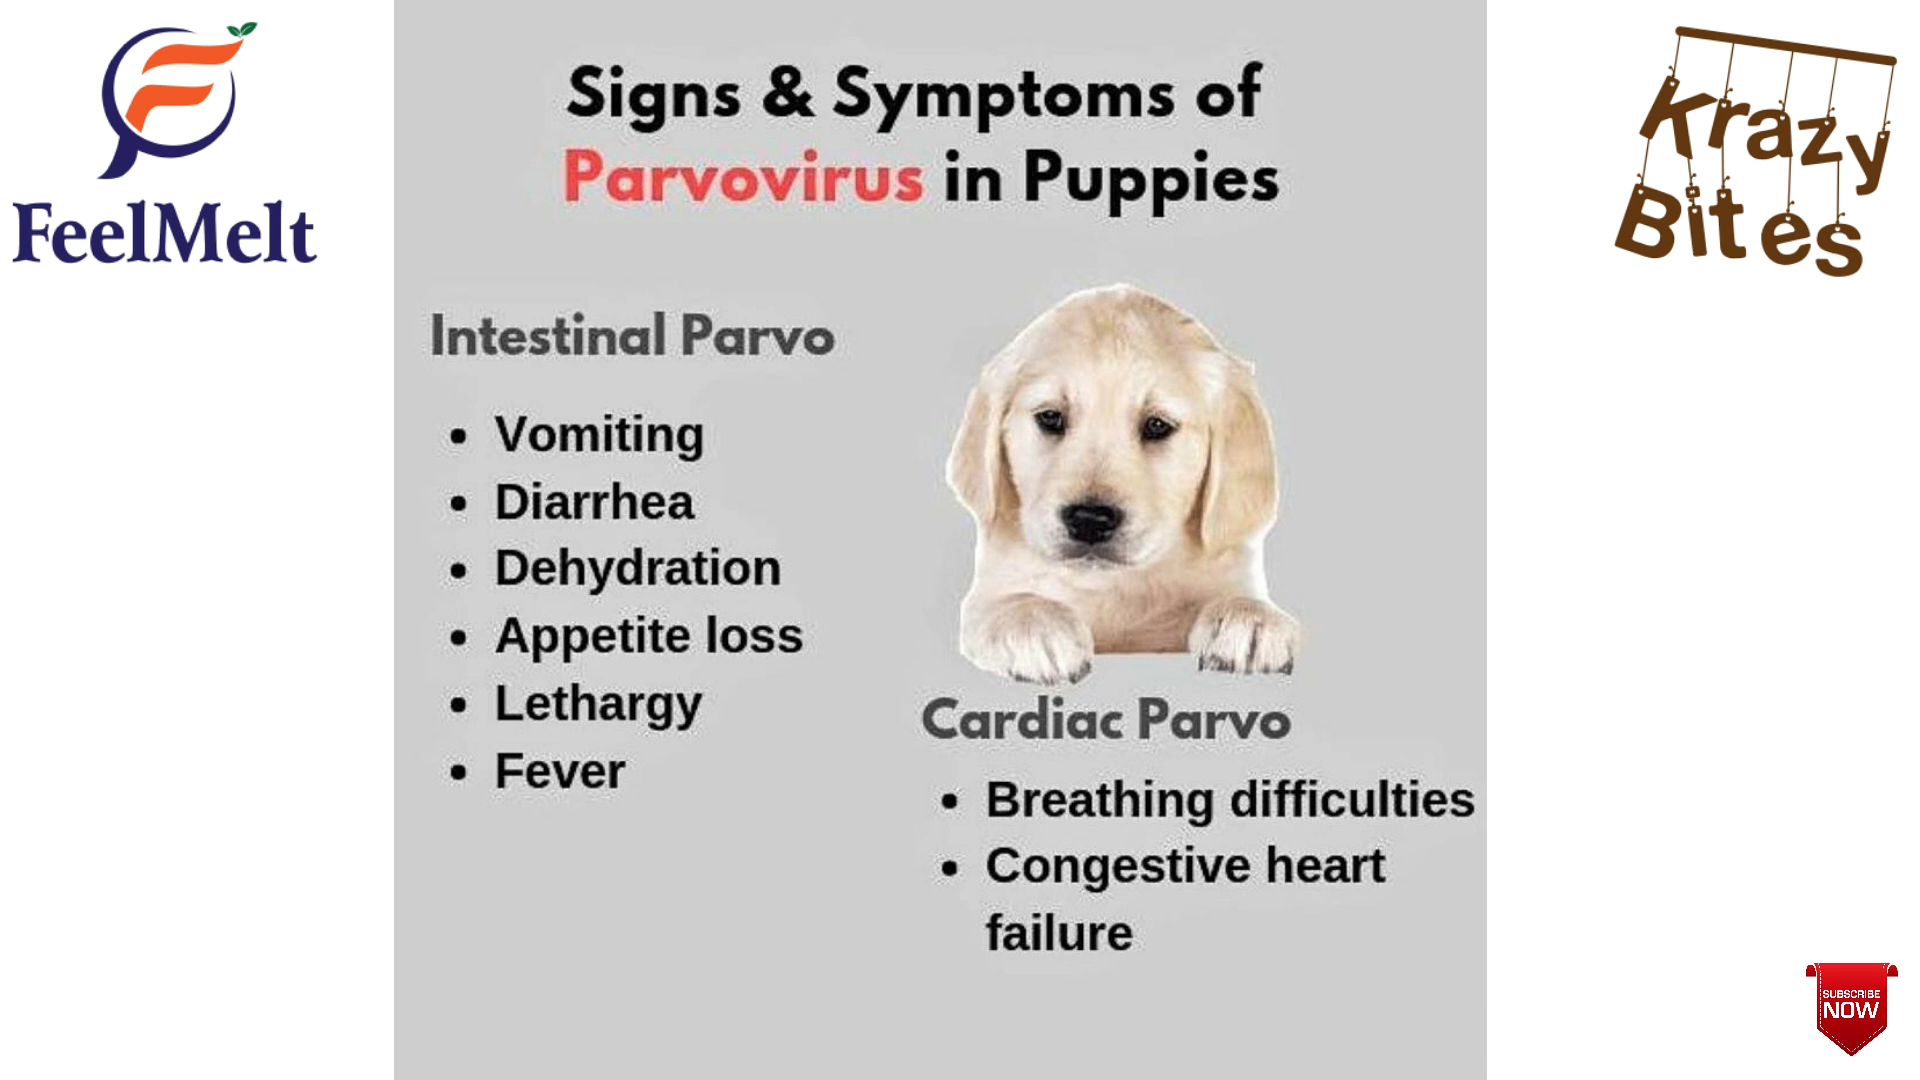 FeelMelt
Signs & Symptoms of
Parvovirus in Puppies
Krazy
Bites
Intestinal Parvo
• Vomiting
• Diarrhea
• Dehydration
• Appetite loss
• Lethargy
• Fever
Cardiac Parvo
• Breathing difficulties
• Congestive heart
failure
SUBSCRIBE
NOW